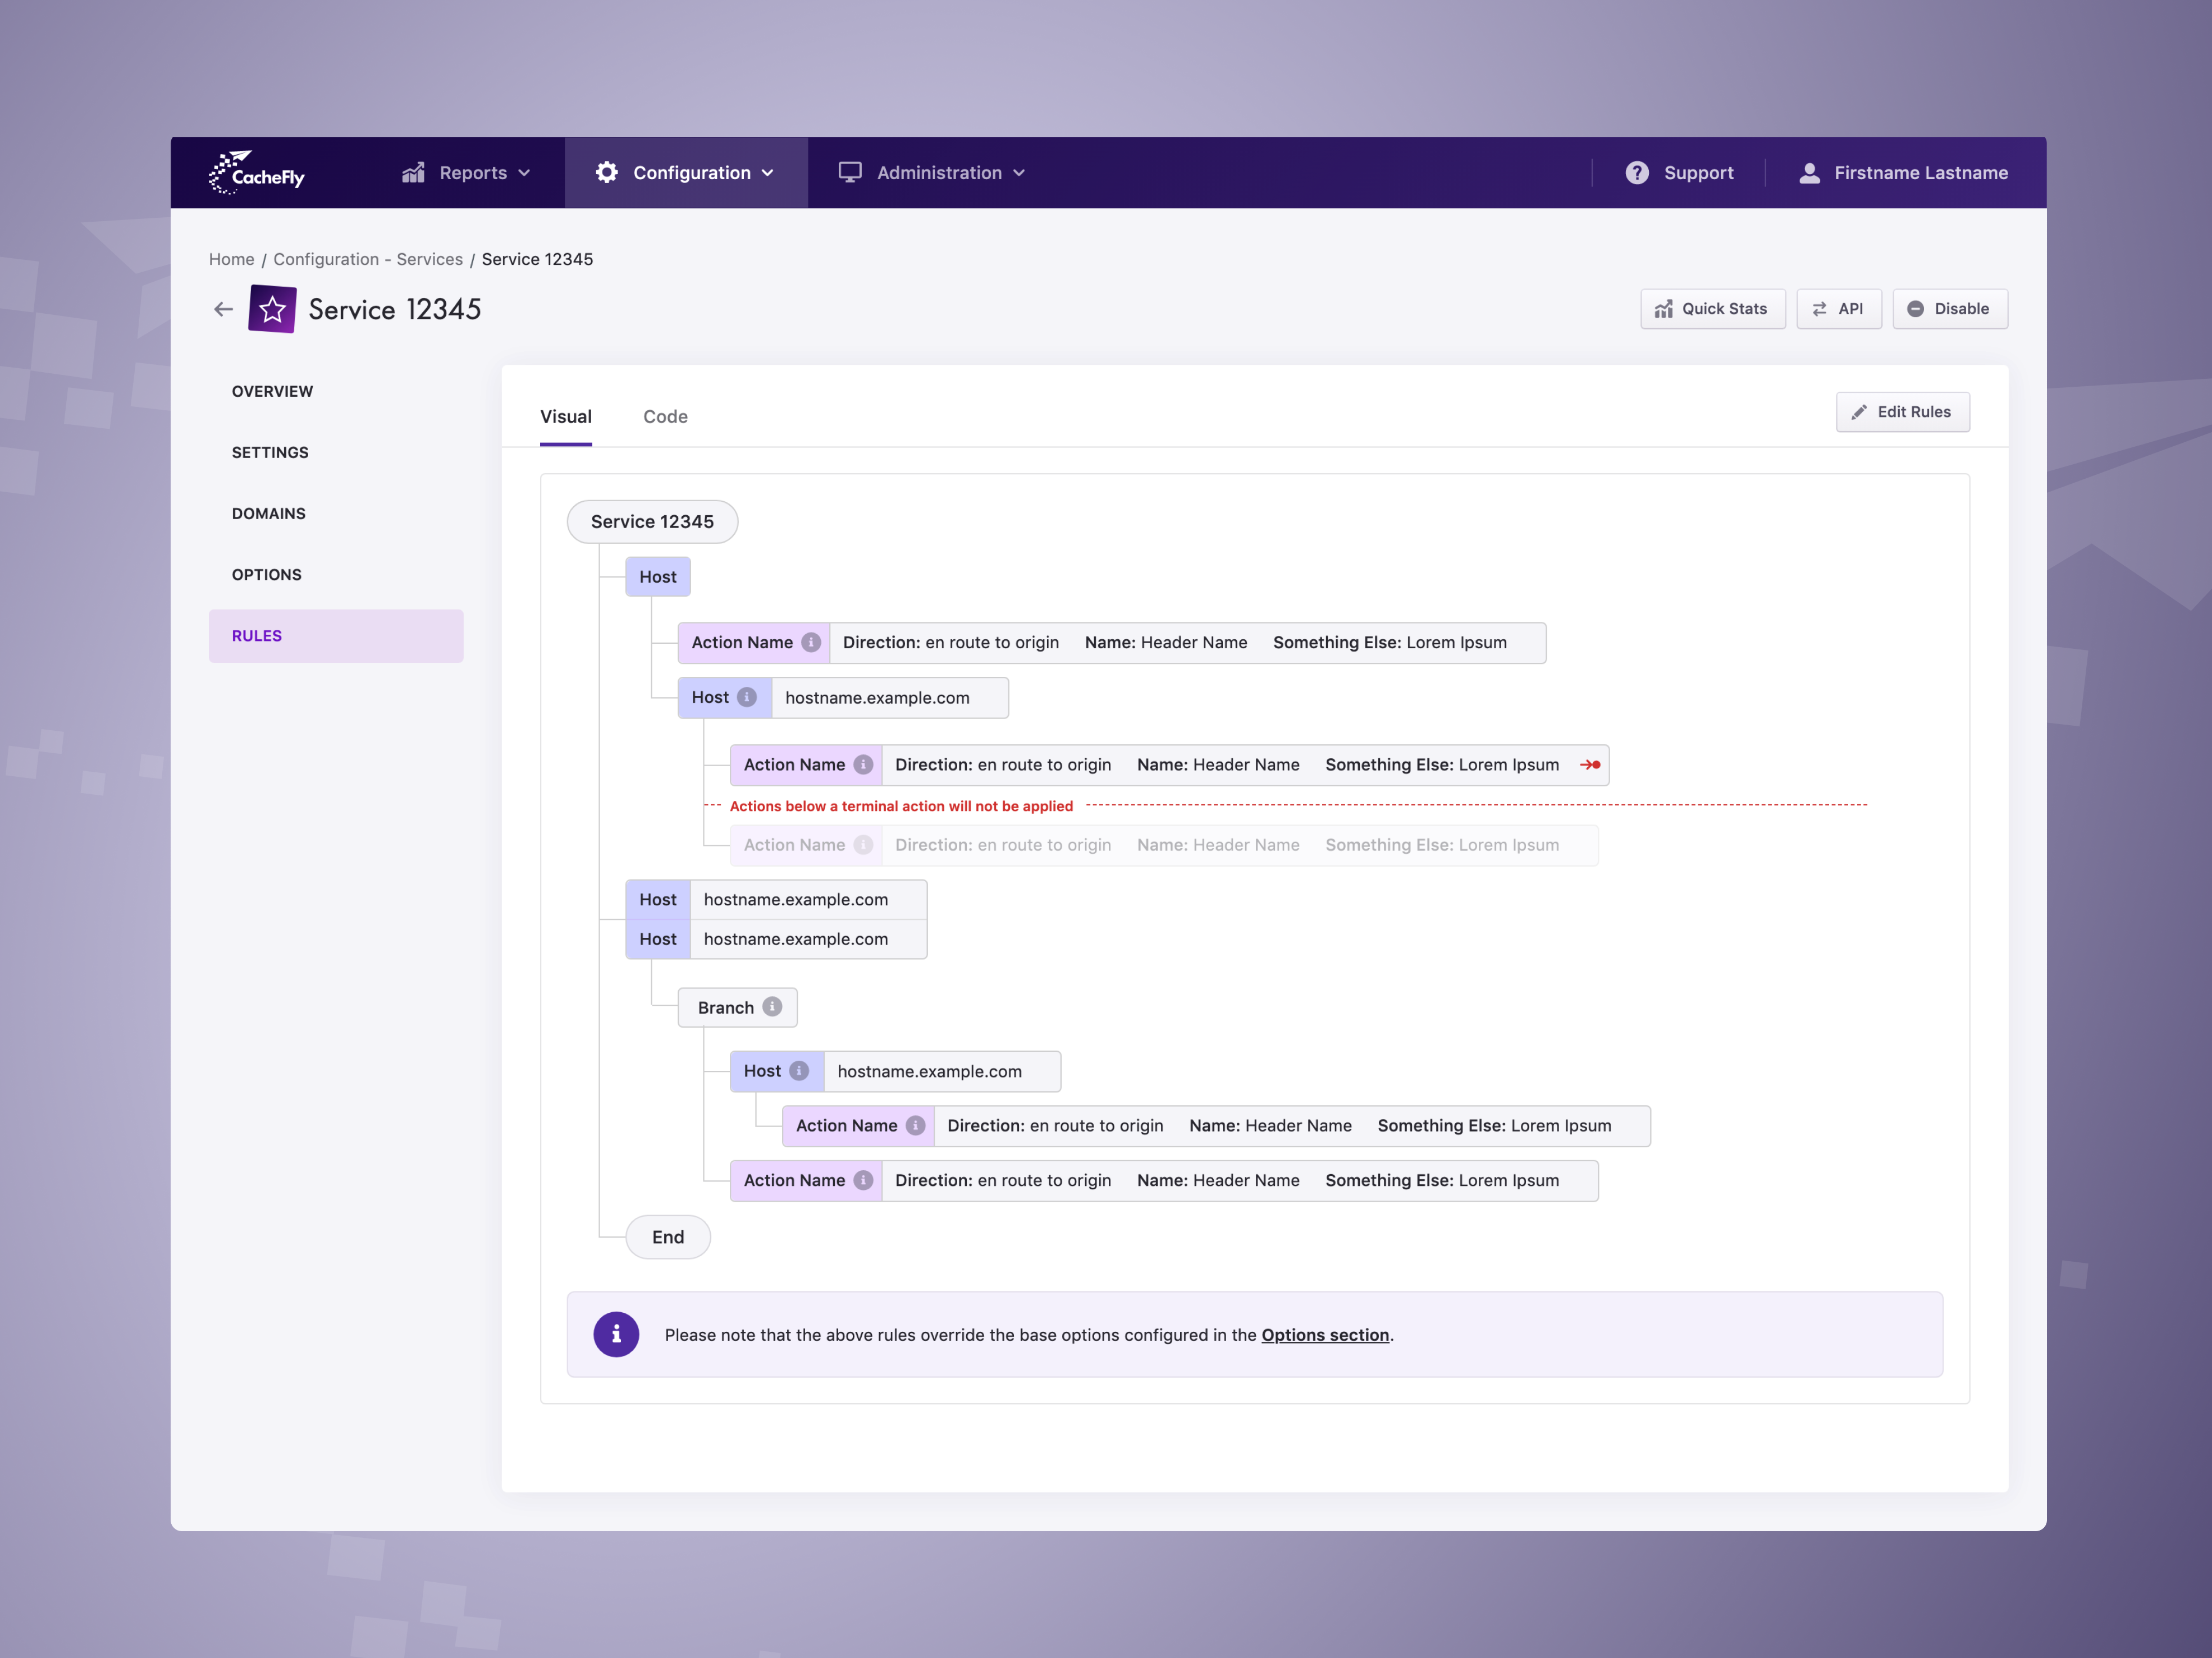 CacheFly Reports Configuration Administration Support Firstname Lastname
Home / Configuration - Services / Service 12345
Service 12345 Quick Stats API Disable
OVERVIEW
SETTINGS
DOMAINS
OPTIONS
RULES
Visual Code Edit Rules
Service 12345
Host
Action Name Direction: en route to origin Name: Header Name Something Else: Lorem Ipsum
Host hostname.example.com
Action Name Direction: en route to origin Name: Header Name Something Else: Lorem Ipsum
Actions below a terminal action will not be applied
Action Name Direction: en route to origin Name: Header Name Something Else: Lorem Ipsum
Host hostname.example.com
Host hostname.example.com
Branch
Host hostname.example.com
Action Name Direction: en route to origin Name: Header Name Something Else: Lorem Ipsum
Action Name Direction: en route to origin Name: Header Name Something Else: Lorem Ipsum
End
Please note that the above rules override the base options configured in the Options section.